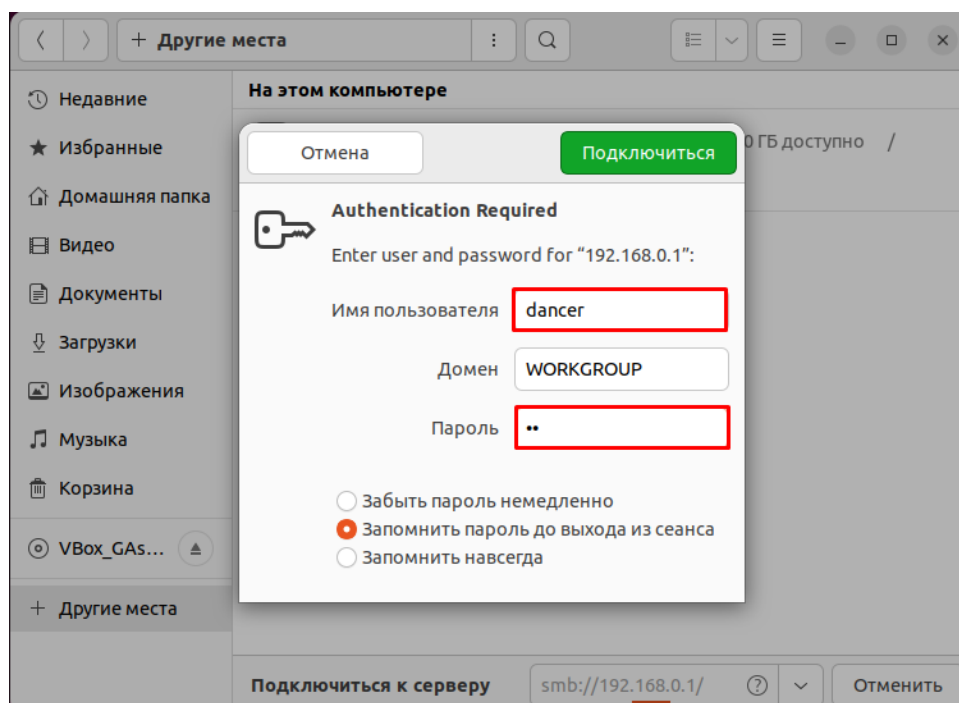 + Другие места
Недавние
Избранные
Домашняя папка
Видео
Документы
Загрузки
Изображения
Музыка
Корзина
VBox_GAs...
+ Другие места
На этом компьютере
0 ГБ доступно /
Отмена
Подключиться
Authentication Required
Enter user and password for “192.168.0.1”:
Имя пользователя dancer
Домен WORKGROUP
Пароль ••
Забыть пароль немедленно
Запомнить пароль до выхода из сеанса
Запомнить навсегда
Подключиться к серверу smb://192.168.0.1/ ? Отменить